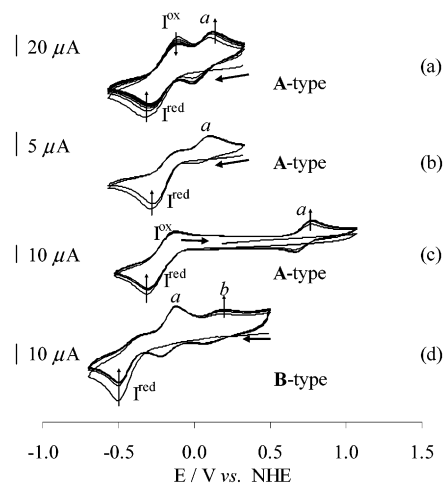 I^ox a
20 μA (a)
A-type
I^red
5 μA a A-type (b)
I^red
I^ox a
10 μA (c)
I^red A-type
a b
10 μA (d)
I^red B-type
-1.0 -0.5 0.0 0.5 1.0 1.5
E / V vs. NHE